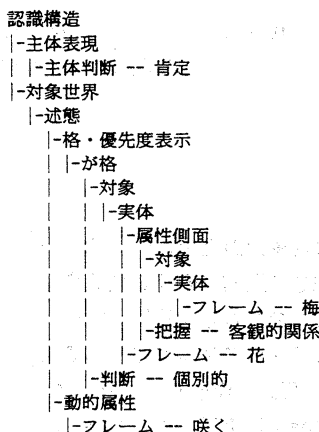 認識構造
|-主体表現
| |-主体判断 -- 肯定
|-対象世界
  |-述態
    |-格・優先度表示
    | |-が格
    |   |-対象
    |   | |-実体
    |   |   |-属性側面
    |   |   | |-対象
    |   |   | | |-実体
    |   |   | |   |-フレーム -- 梅
    |   |   | |-把握 -- 客観的関係
    |   |   |-フレーム -- 花
    |   |-判断 -- 個別的
    |-動的属性
      |-フレーム -- 咲く